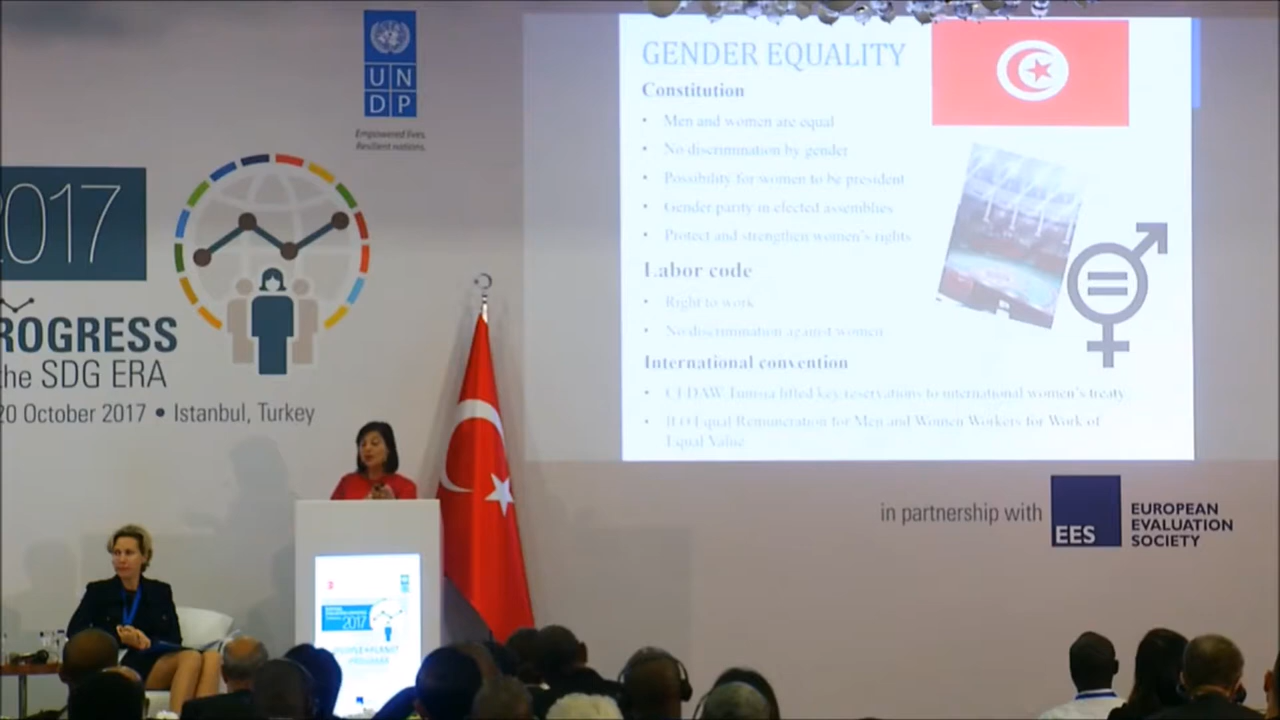 UN
DP
Empowered lives.
Resilient nations.
2017
ROGRESS
the SDG ERA
20 October 2017 • Istanbul, Turkey
GENDER EQUALITY
Constitution
• Men and women are equal
• No discrimination by gender
• Possibility for women to be president
• Gender parity in elected assemblies
• Protect and strengthen women's rights
Labor code
• Right to work
• No discrimination against women
International convention
• CEDAW Tunisia lifted key reservations to international women's treaty
• ILO Equal Remuneration for Men and Women Workers for Work of
Equal Value
in partnership with
EES
EUROPEAN
EVALUATION
SOCIETY
2017